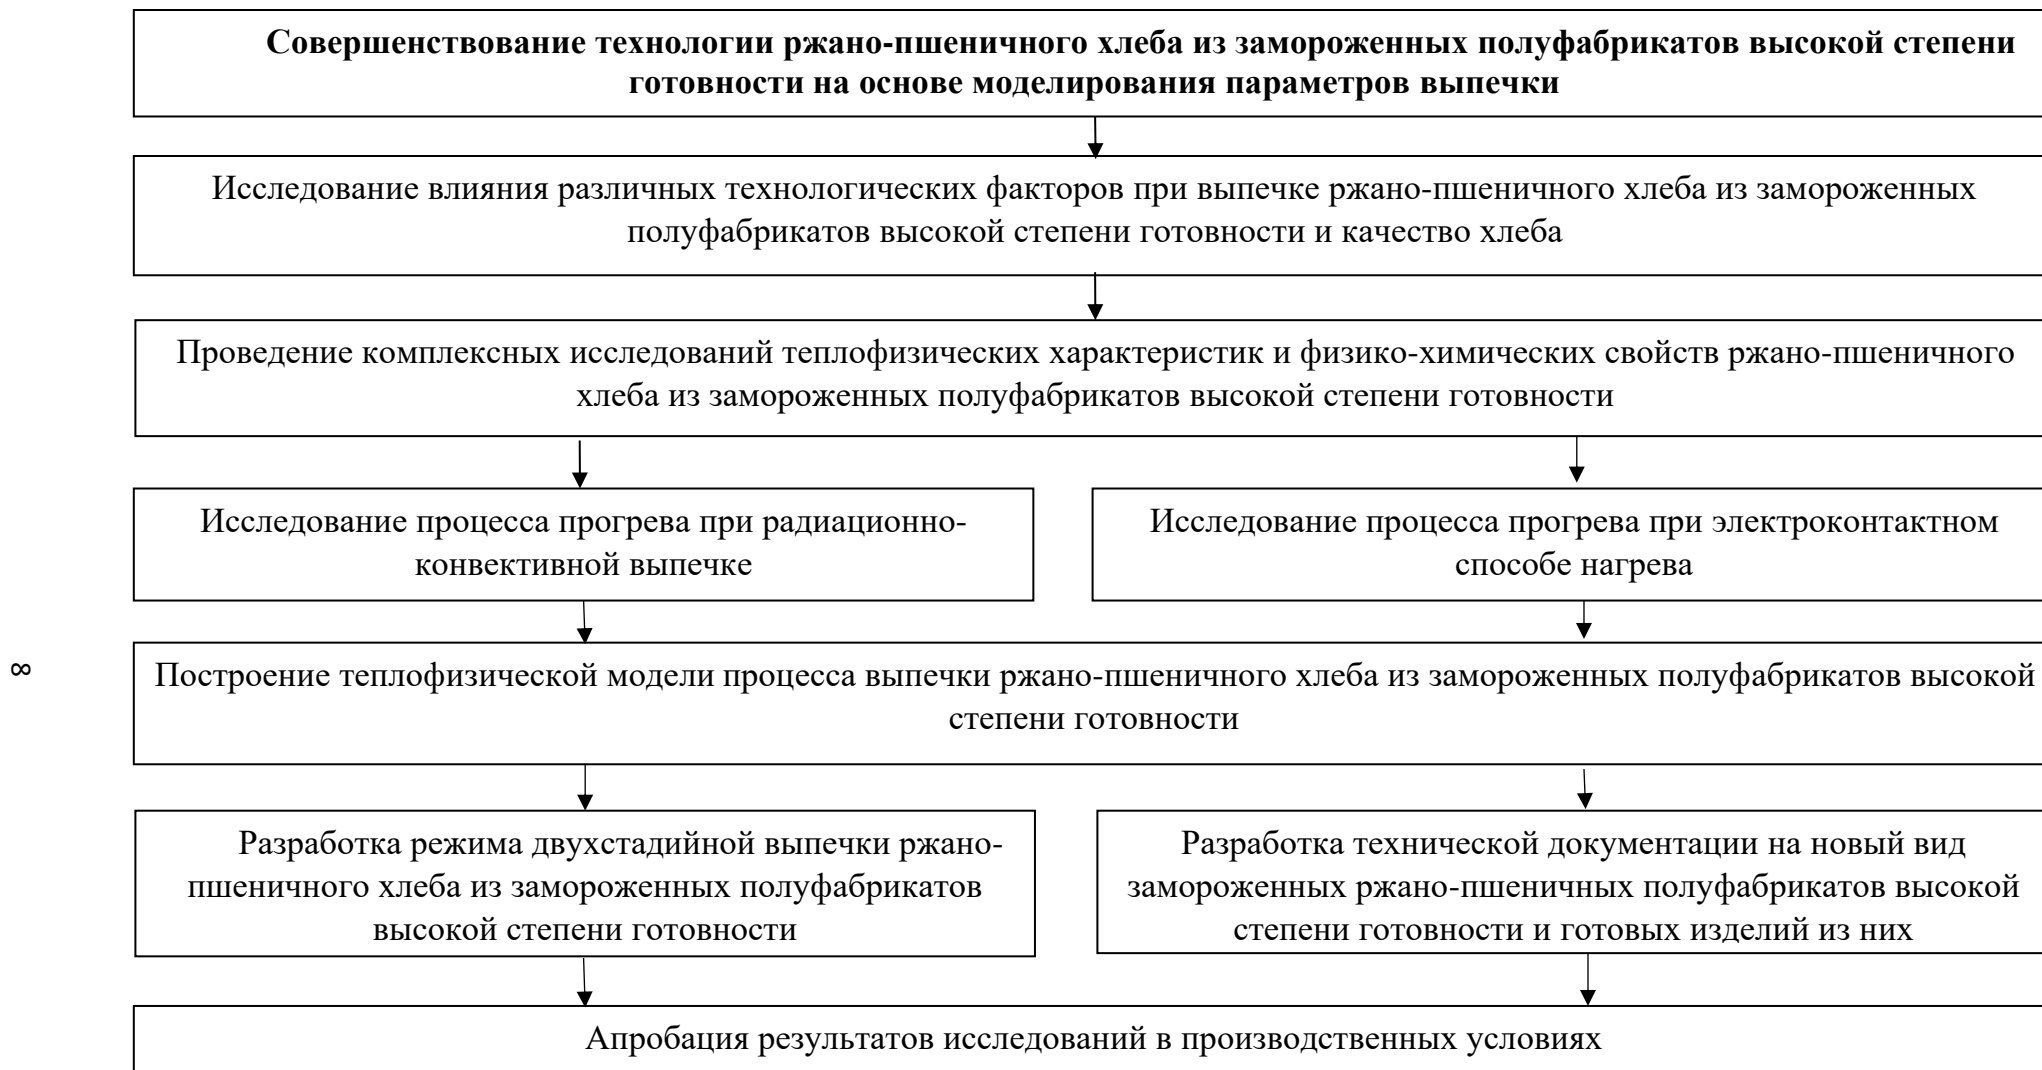 Совершенствование технологии ржано-пшеничного хлеба из замороженных полуфабрикатов высокой степени
готовности на основе моделирования параметров выпечки
Исследование влияния различных технологических факторов при выпечке ржано-пшеничного хлеба из замороженных
полуфабрикатов высокой степени готовности и качество хлеба
Проведение комплексных исследований теплофизических характеристик и физико-химических свойств ржано-пшеничного
хлеба из замороженных полуфабрикатов высокой степени готовности
Исследование процесса прогрева при радиационно-
конвективной выпечке
Исследование процесса прогрева при электроконтактном
способе нагрева
8
Построение теплофизической модели процесса выпечки ржано-пшеничного хлеба из замороженных полуфабрикатов высокой
степени готовности
Разработка режима двухстадийной выпечки ржано-
пшеничного хлеба из замороженных полуфабрикатов
высокой степени готовности
Разработка технической документации на новый вид
замороженных ржано-пшеничных полуфабрикатов высокой
степени готовности и готовых изделий из них
Апробация результатов исследований в производственных условиях